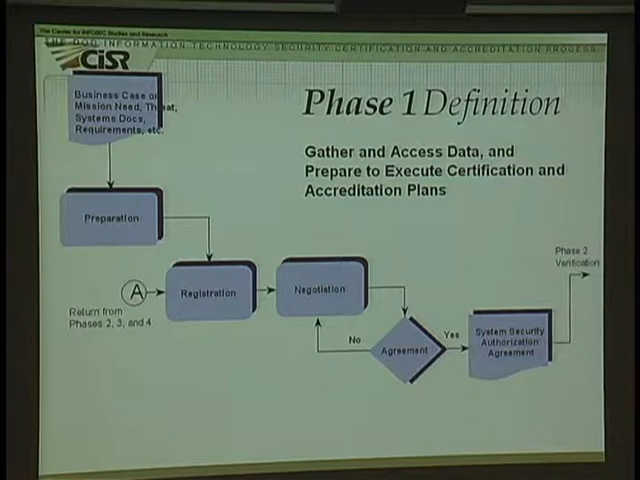 The Center for INFOSEC Studies and Research
THE DOD INFORMATION TECHNOLOGY SECURITY CERTIFICATION AND ACCREDITATION PROCESS
CISR
Business Case or
Mission Need, Threat,
Systems Docs,
Requirements, etc.
Phase 1 Definition
Gather and Access Data, and
Prepare to Execute Certification and
Accreditation Plans
Preparation
Phase 2
Verification
A
Registration
Negotiation
Return from
Phases 2, 3, and 4
No
Agreement
Yes
System Security
Authorization
Agreement